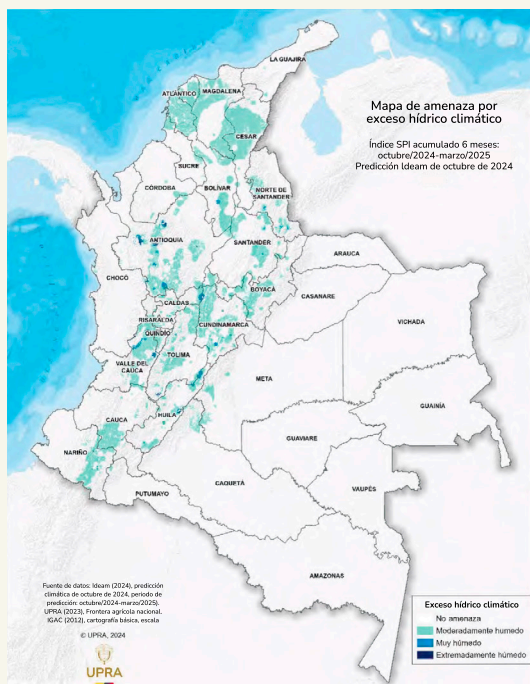 Mapa de amenaza por
exceso hídrico climático
Índice SPI acumulado 6 meses:
octubre/2024-marzo/2025
Predicción Ideam de octubre de 2024
LA GUAJIRA
ATLÁNTICO
MAGDALENA
CESAR
SUCRE
CÓRDOBA
BOLÍVAR
NORTE DE
SANTANDER
ANTIOQUIA
SANTANDER
ARAUCA
CHOCÓ
BOYACÁ
CASANARE
CALDAS
RISARALDA
CUNDINAMARCA
VICHADA
QUINDÍO
TOLIMA
VALLE DEL
CAUCA
META
GUAINÍA
CAUCA
HUILA
GUAVIARE
NARIÑO
CAQUETÁ
VAUPÉS
PUTUMAYO
AMAZONAS
Fuente de datos: Ideam (2024), predicción
climática de octubre de 2024, periodo de
predicción: octubre/2024-marzo/2025).
UPRA (2023), Frontera agrícola nacional.
IGAC (2012), cartografía básica, escala
© UPRA, 2024
UPRA
Exceso hídrico climático
No amenaza
Moderadamente humedo
Muy húmedo
Extremadamente húmedo